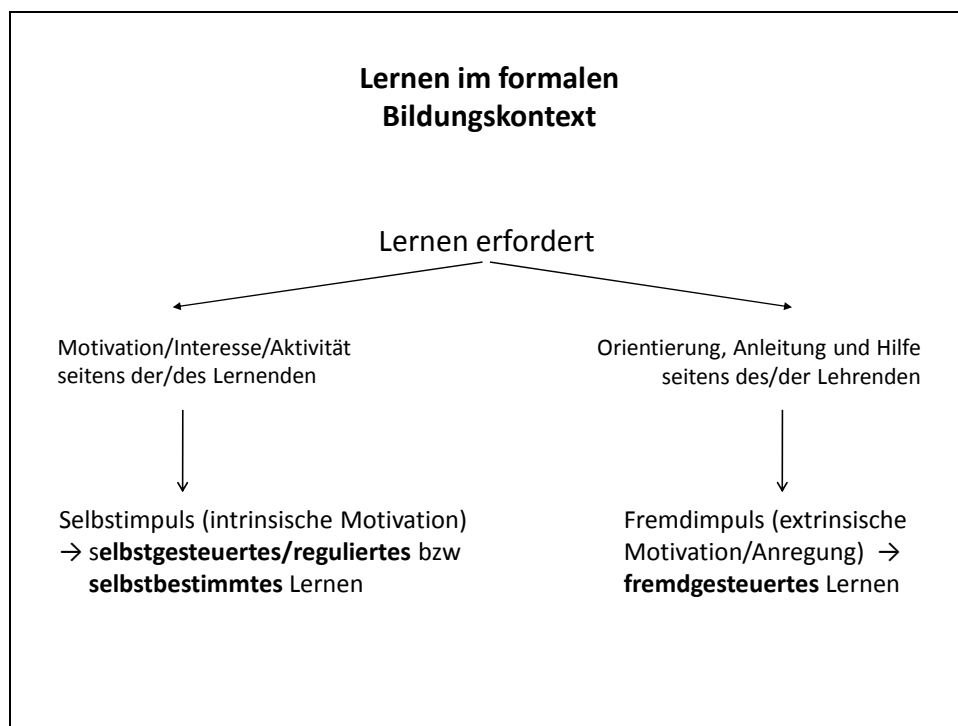 Lernen im formalen
Bildungskontext
Lernen erfordert
Motivation/Interesse/Aktivität
seitens der/des Lernenden
Orientierung, Anleitung und Hilfe
seitens des/der Lehrenden
Selbstimpuls (intrinsische Motivation)
→ selbstgesteuertes/reguliertes bzw
selbstbestimmtes Lernen
Fremdimpuls (extrinsische
Motivation/Anregung) →
fremdgesteuertes Lernen